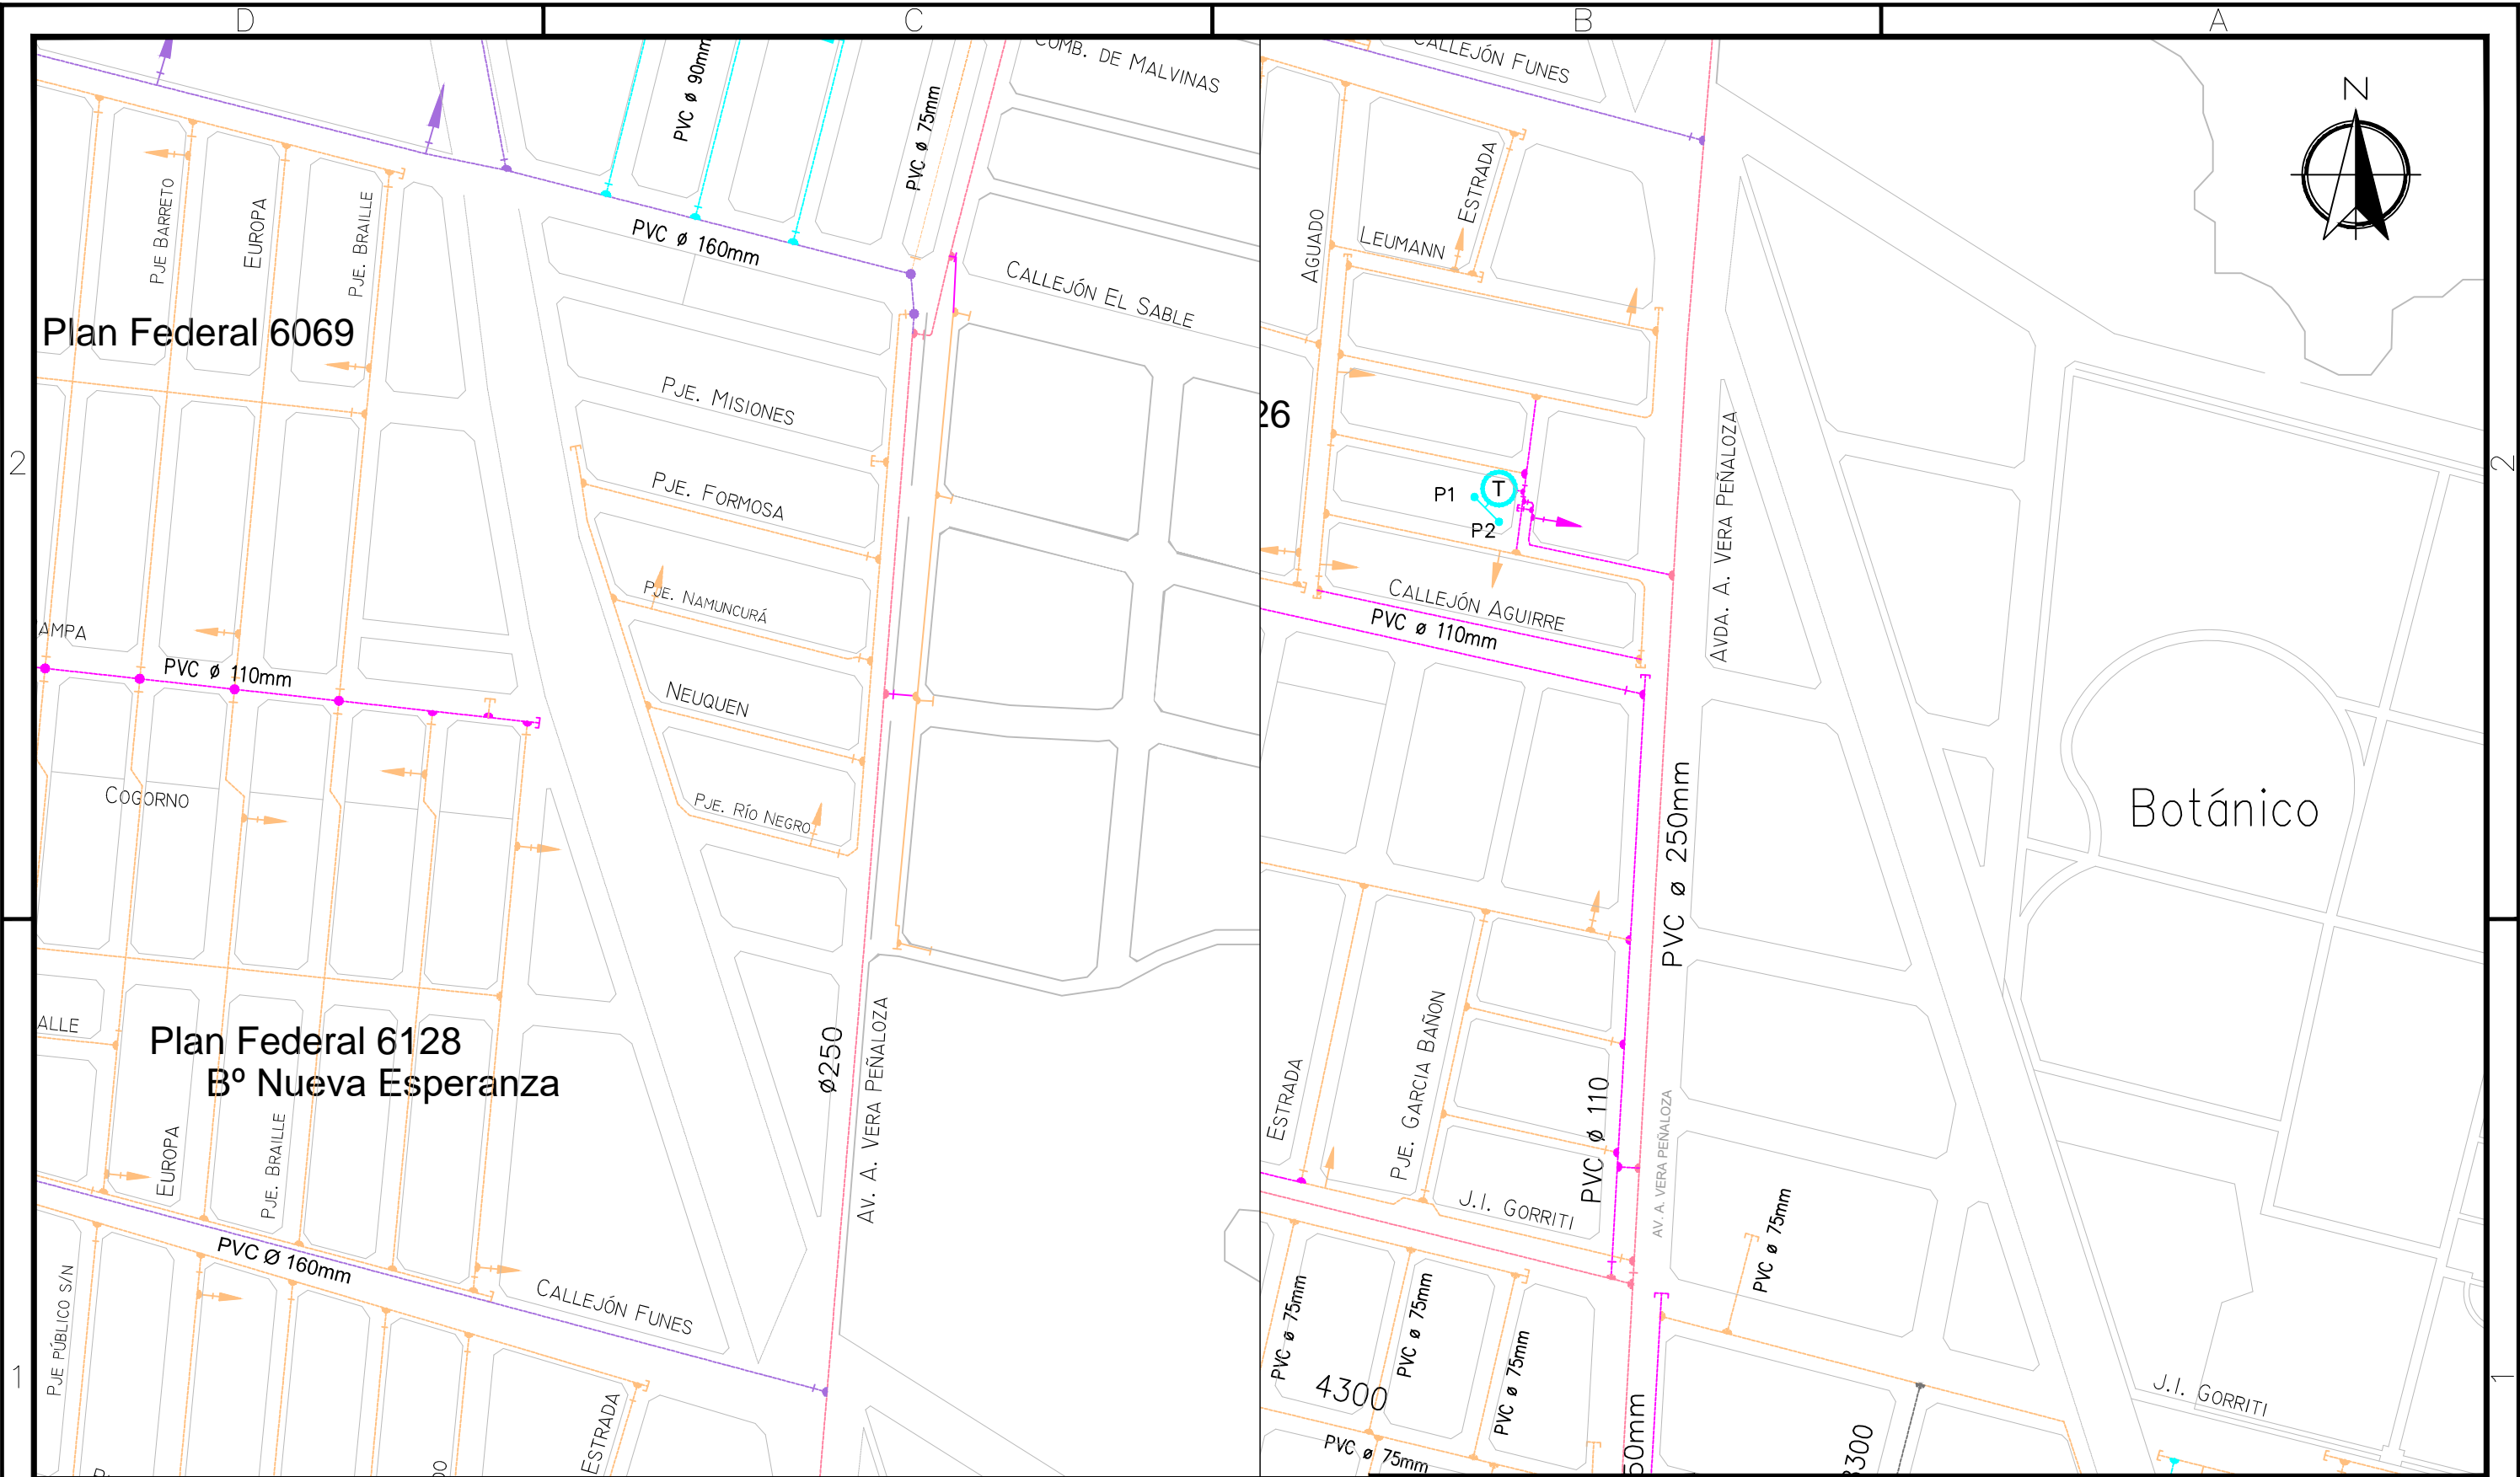 D
C
B
A
2
1
2
1
N
PVC ø 90mm
PVC ø 75mm
COMB. DE MALVINAS
PJE BARRETO
EUROPA
PJE. BRAILLE
PVC ø 160mm
CALLEJÓN EL SABLE
Plan Federal 6069
PJE. MISIONES
PJE. FORMOSA
PJE. NAMUNCURÁ
NEUQUEN
PJE. RÍO NEGRO
AMPA
PVC ø 110mm
COGORNO
ALLE
Plan Federal 6128
Bº Nueva Esperanza
EUROPA
PJE. BRAILLE
ø250
AV. A. VERA PEÑALOZA
PVC Ø 160mm
CALLEJÓN FUNES
PJE PÚBLICO S/N
ESTRADA
CALLEJÓN FUNES
ESTRADA
AGUADO
LEUMANN
26
P1
T
P2
AVDA. A. VERA PEÑALOZA
CALLEJÓN AGUIRRE
PVC ø 110mm
PVC ø 250mm
Botánico
ESTRADA
PJE. GARCIA BAÑON
PVC ø 110
AV. A. VERA PEÑALOZA
J.I. GORRITI
PVC ø 75mm
PVC ø 75mm
PVC ø 75mm
PVC ø 75mm
4300
PVC ø 75mm
50mm
300
J.I. GORRITI